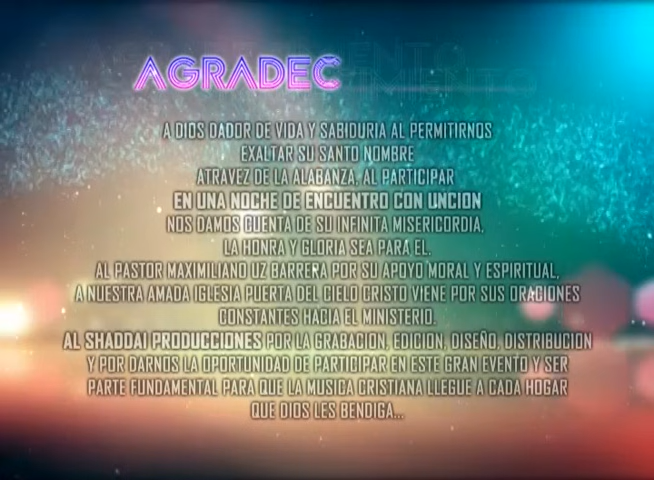 AGRADEC
A DIOS DADOR DE VIDA Y SABIDURIA AL PERMITIRNOS
EXALTAR SU SANTO NOMBRE
ATRAVEZ DE LA ALABANZA, AL PARTICIPAR
EN UNA NOCHE DE ENCUENTRO CON UNCION
NOS DAMOS CUENTA DE SU INFINITA MISERICORDIA.
LA HONRA Y GLORIA SEA PARA EL.
AL PASTOR MAXIMILIANO UZ BARRERA POR SU APOYO MORAL Y ESPIRITUAL,
A NUESTRA AMADA IGLESIA PUERTA DEL CIELO CRISTO VIENE POR SUS ORACIONES
CONSTANTES HACIA EL MINISTERIO.
AL SHADDAI PRODUCCIONES POR LA GRABACION, EDICION, DISEÑO, DISTRIBUCION
Y POR DARNOS LA OPORTUNIDAD DE PARTICIPAR EN ESTE GRAN EVENTO Y SER
PARTE FUNDAMENTAL PARA QUE LA MUSICA CRISTIANA LLEGUE A CADA HOGAR
QUE DIOS LES BENDIGA...